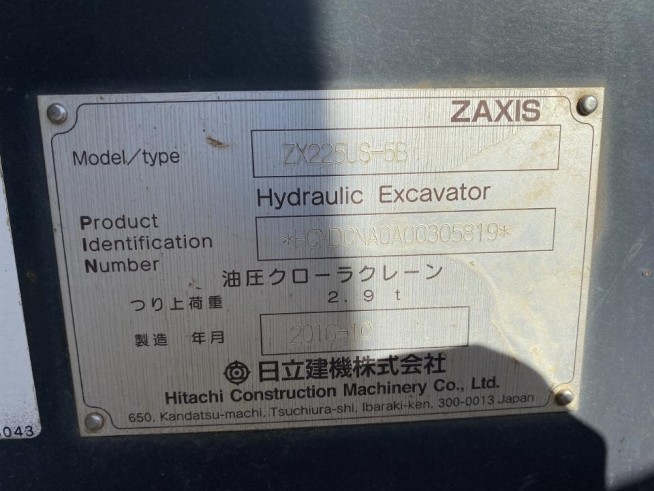 ZAXIS
Model/type ZX225US-5B
Hydraulic Excavator
Product
Identification
Number
油圧クローラクレーン
つり上荷重 2.9 t
製造 年月
日立建機株式会社
Hitachi Construction Machinery Co., Ltd.
650, Kandatsu-machi, Tsuchiura-shi, Ibaraki-ken, 300-0013 Japan